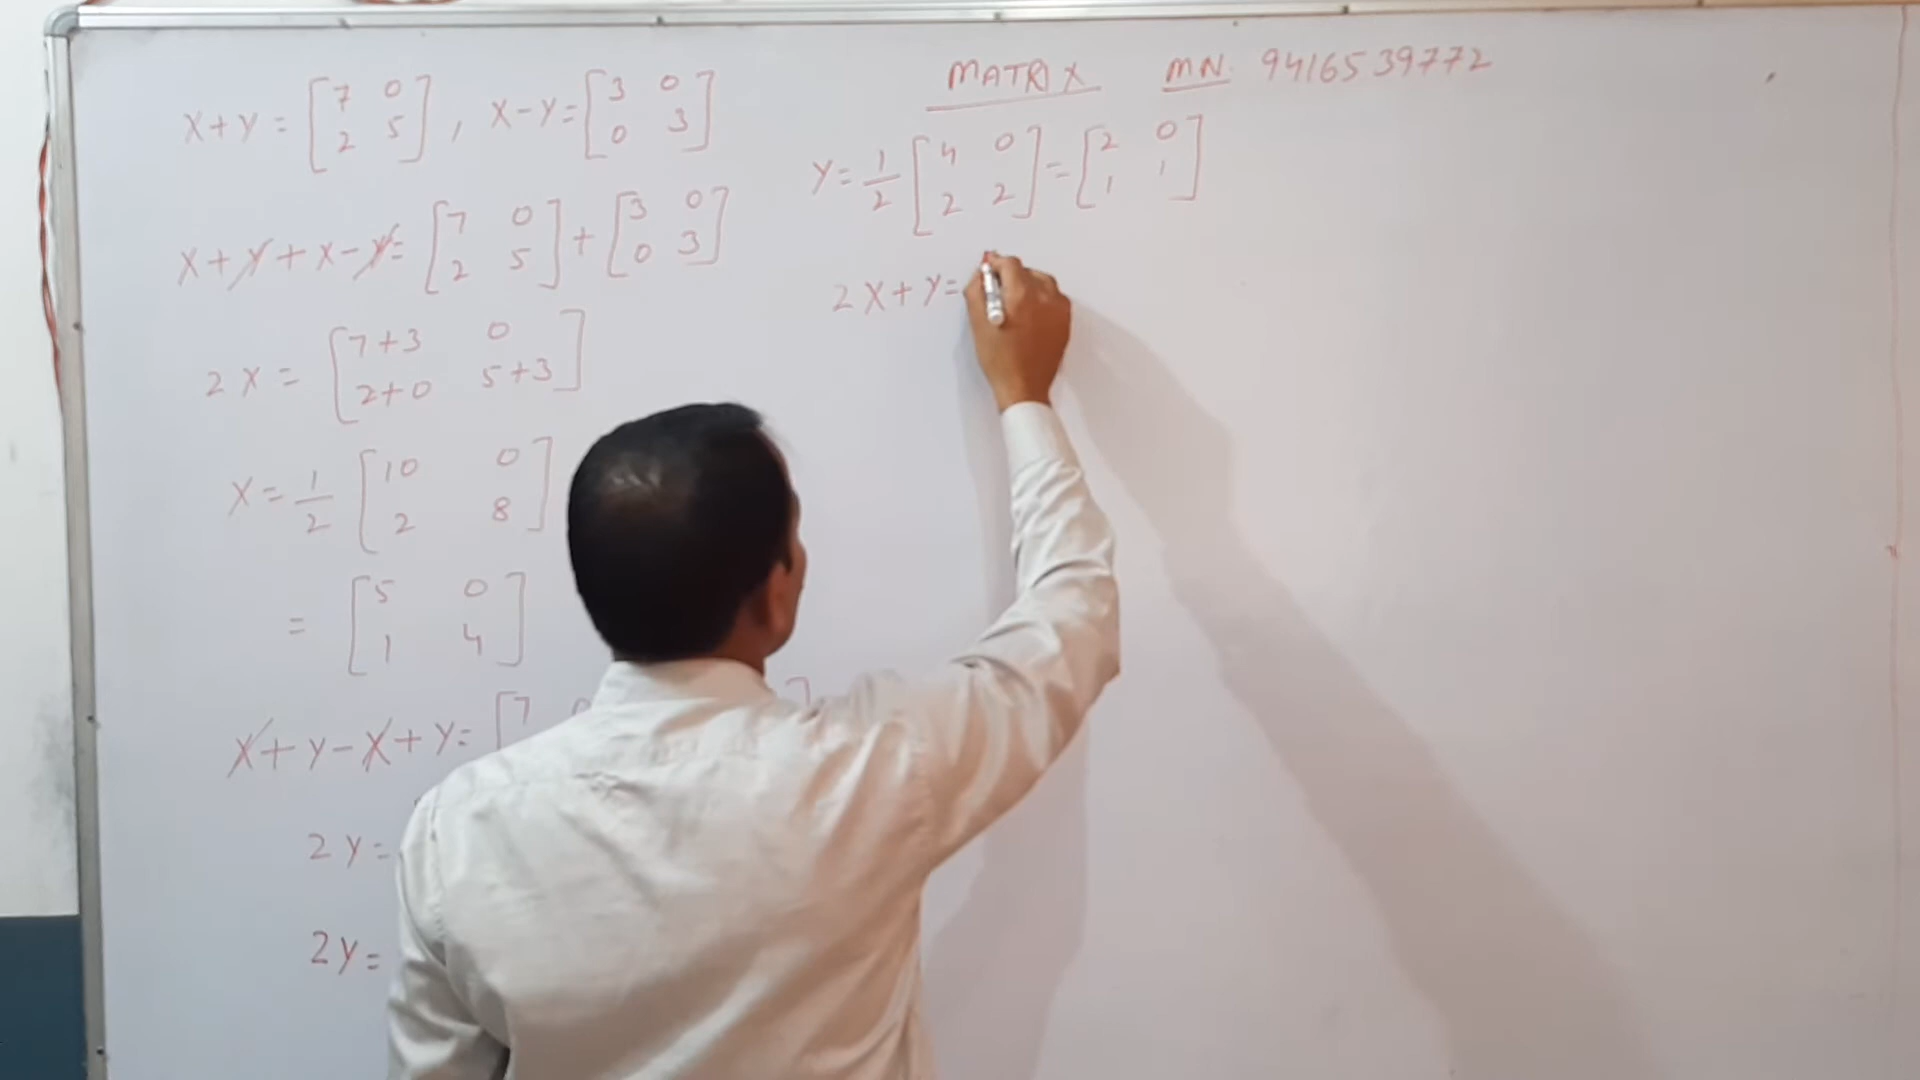 MATRIX MN. 9416539772
X+Y = [7 0
2 5], X-Y = [3 0
0 3]
X+Y+X-Y = [7 0
2 5] + [3 0
0 3]
2X = [7+3 0
2+0 5+3]
X = 1/2 [10 0
2 8]
= [5 0
1 4]
X+Y-X+Y = [7
2Y =
2Y =
Y = 1/2 [4 0
2 2] = [2 0
1 1]
2X+Y =